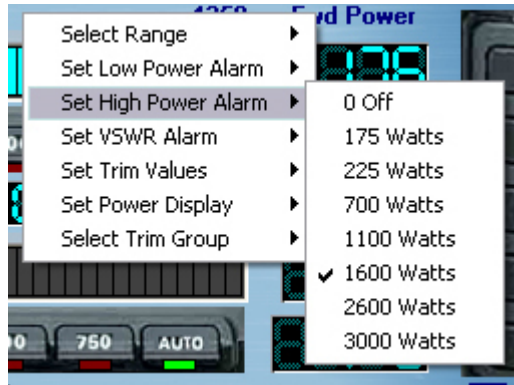 Fwd Power
Select Range
Set Low Power Alarm
Set High Power Alarm
Set VSWR Alarm
Set Trim Values
Set Power Display
Select Trim Group
0 Off
175 Watts
225 Watts
700 Watts
1100 Watts
1600 Watts
2600 Watts
3000 Watts
750
AUTO